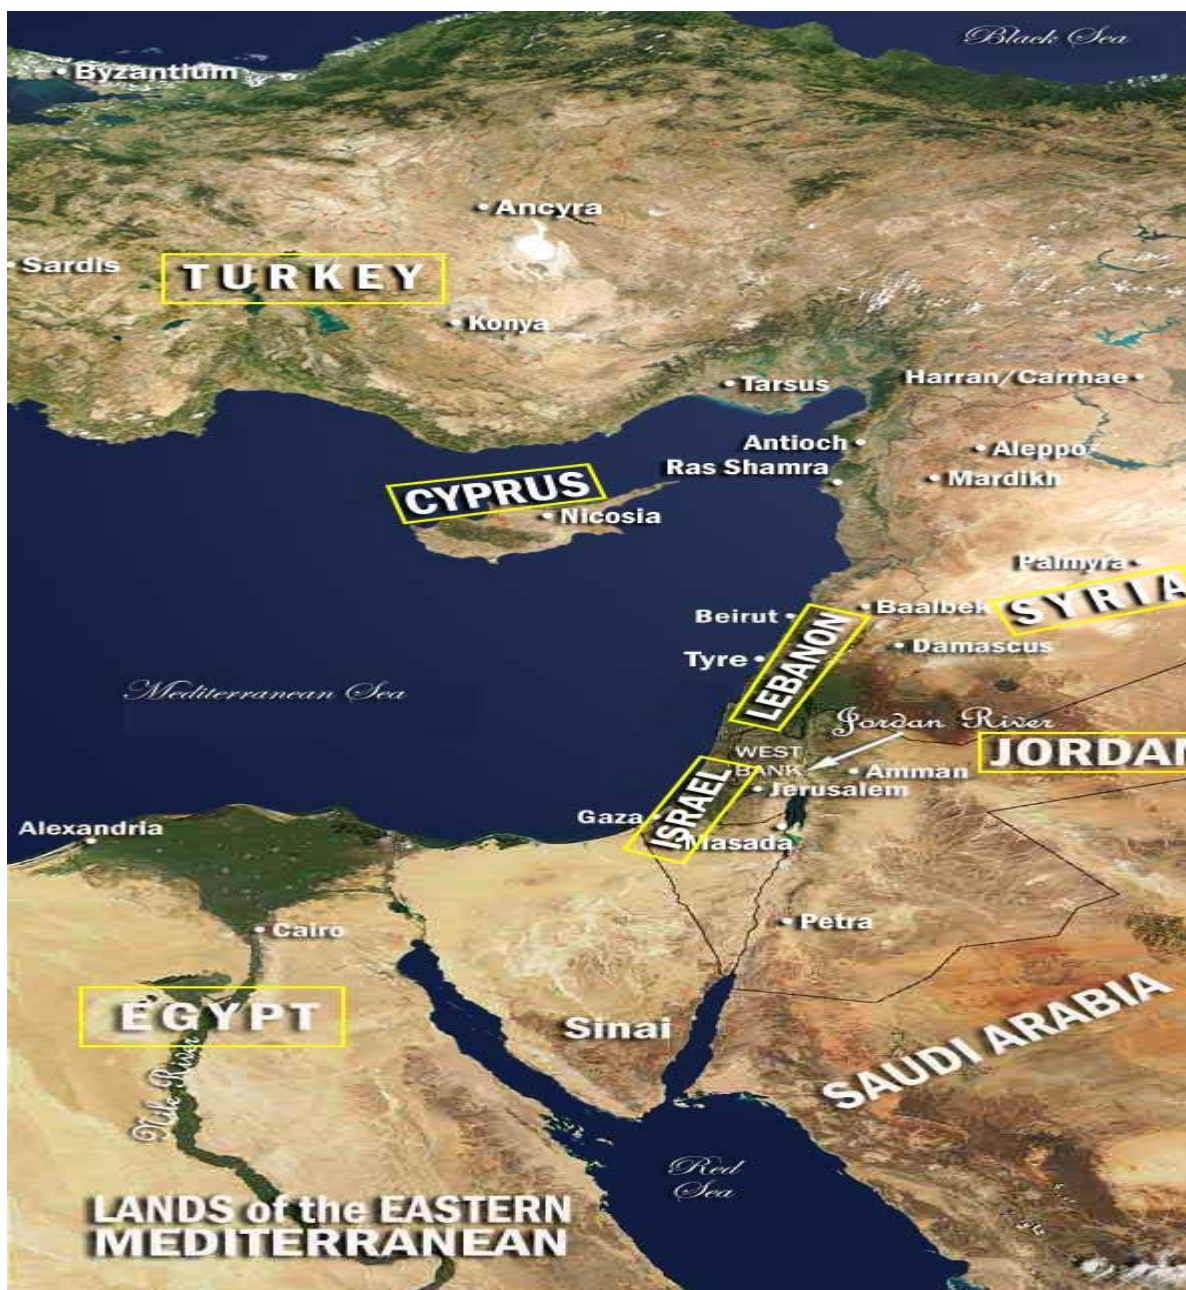 Black Sea
Byzantium
Ancyra
Sardis
TURKEY
Konya
Tarsus
Harran/Carrhae
Antioch
Aleppo
Ras Shamra
Mardikh
CYPRUS
Nicosia
Palmyra
SYRIA
Baalbek
Beirut
LEBANON
Damascus
Tyre
Mediterranean Sea
Jordan River
WEST
BANK
JORDAN
Amman
Jerusalem
ISRAEL
Gaza
Alexandria
Masada
Petra
Cairo
EGYPT
Sinai
SAUDI ARABIA
Nile River
Red
Sea
LANDS of the EASTERN
MEDITERRANEAN